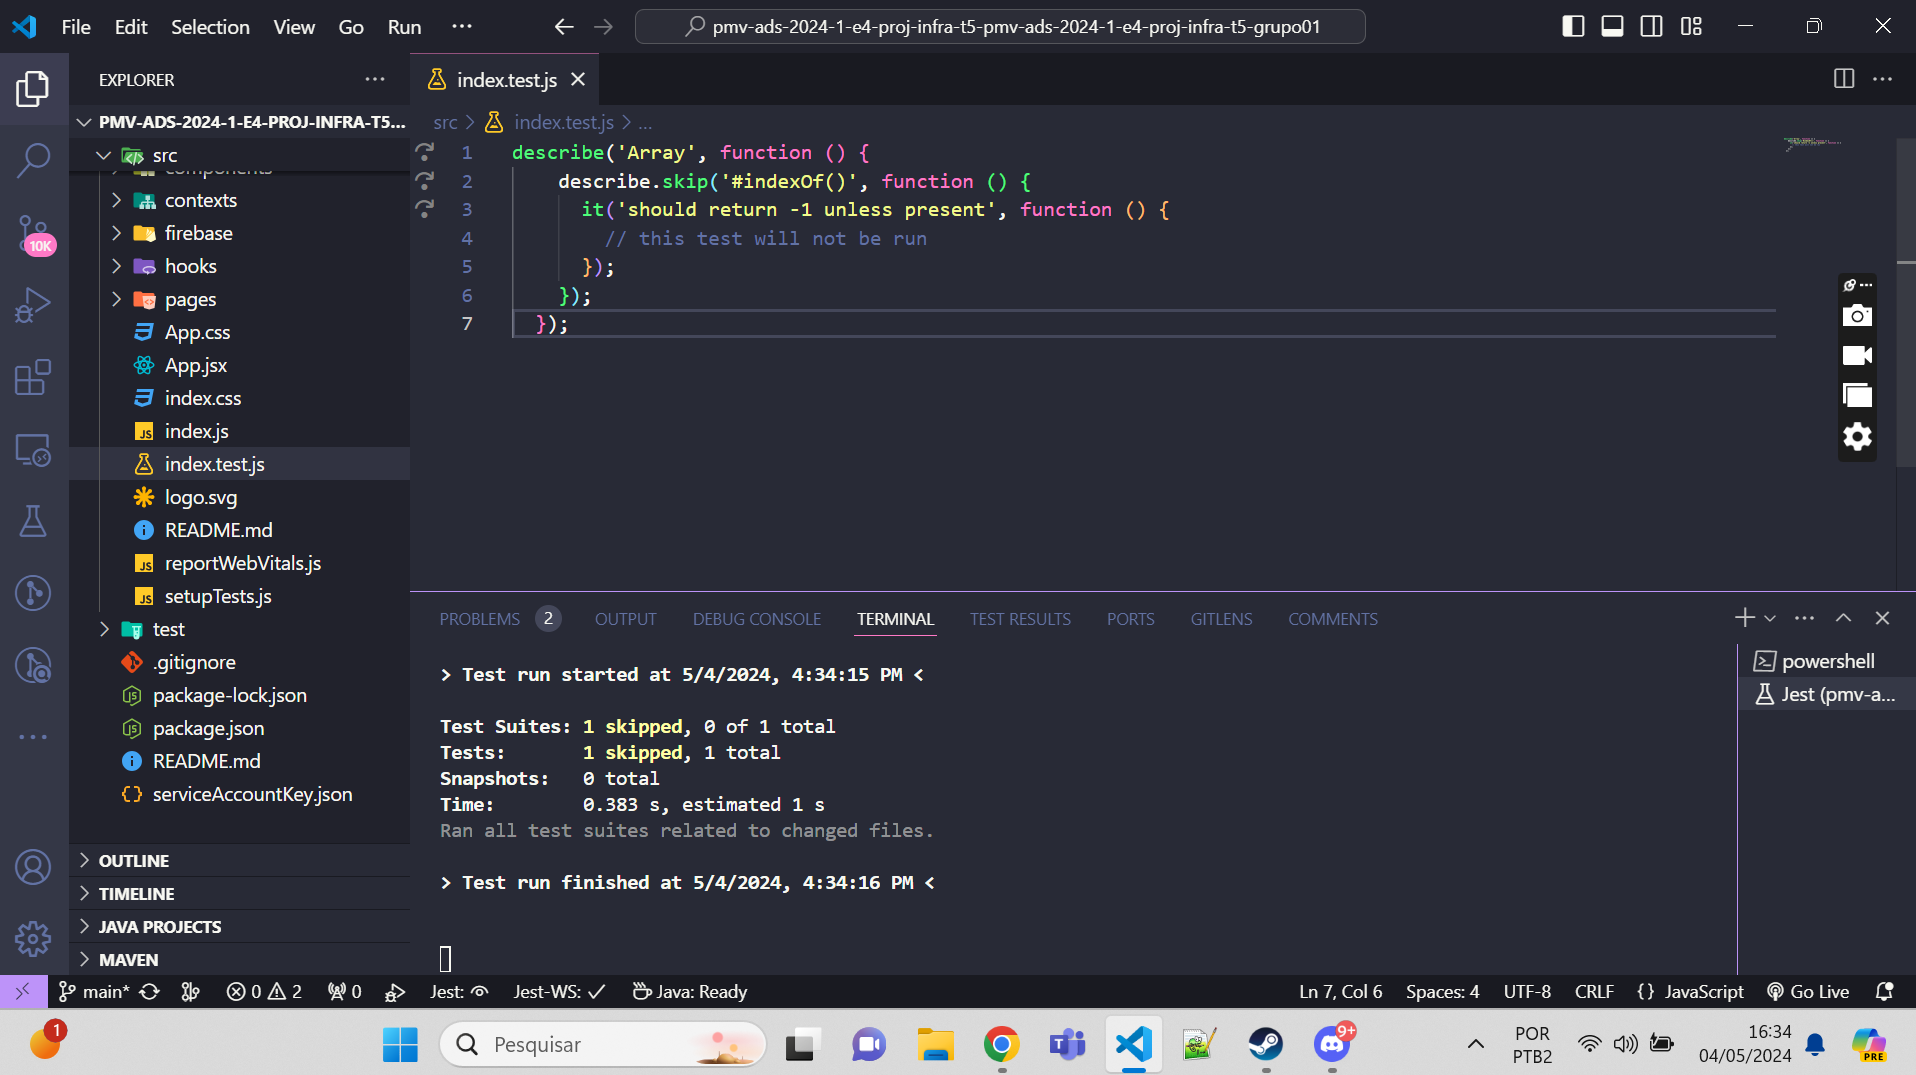 File Edit Selection View Go Run ···
pmv-ads-2024-1-e4-proj-infra-t5-pmv-ads-2024-1-e4-proj-infra-t5-grupo01
EXPLORER
PMV-ADS-2024-1-E4-PROJ-INFRA-T5...
src
components
contexts
firebase
hooks
pages
App.css
App.jsx
index.css
index.js
index.test.js
logo.svg
README.md
reportWebVitals.js
setupTests.js
test
.gitignore
package-lock.json
package.json
README.md
serviceAccountKey.json
OUTLINE
TIMELINE
JAVA PROJECTS
MAVEN
10K
index.test.js
src > index.test.js > ...
1 describe('Array', function () {
2 describe.skip('#indexOf()', function () {
3 it('should return -1 unless present', function () {
4 // this test will not be run
5 });
6 });
7 });
PROBLEMS 2 OUTPUT DEBUG CONSOLE TERMINAL TEST RESULTS PORTS GITLENS COMMENTS
> Test run started at 5/4/2024, 4:34:15 PM <
Test Suites: 1 skipped, 0 of 1 total
Tests: 1 skipped, 1 total
Snapshots: 0 total
Time: 0.383 s, estimated 1 s
Ran all test suites related to changed files.
> Test run finished at 5/4/2024, 4:34:16 PM <
powershell
Jest (pmv-a...
main* 0 2 0 Jest: Jest-WS: Java: Ready
Ln 7, Col 6 Spaces: 4 UTF-8 CRLF {} JavaScript Go Live
1
Pesquisar
9+
POR
PTB2
16:34
04/05/2024
PRE